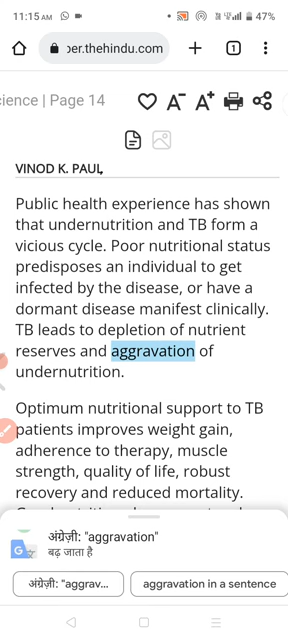 11:15 AM
47%
per.thehindu.com
1
cience | Page 14
A- A+
VINOD K. PAUL,
Public health experience has shown
that undernutrition and TB form a
vicious cycle. Poor nutritional status
predisposes an individual to get
infected by the disease, or have a
dormant disease manifest clinically.
TB leads to depletion of nutrient
reserves and aggravation of
undernutrition.
Optimum nutritional support to TB
patients improves weight gain,
adherence to therapy, muscle
strength, quality of life, robust
recovery and reduced mortality.
अंग्रेज़ी: "aggravation"
बढ़ जाता है
अंग्रेज़ी: "aggrav...
aggravation in a sentence